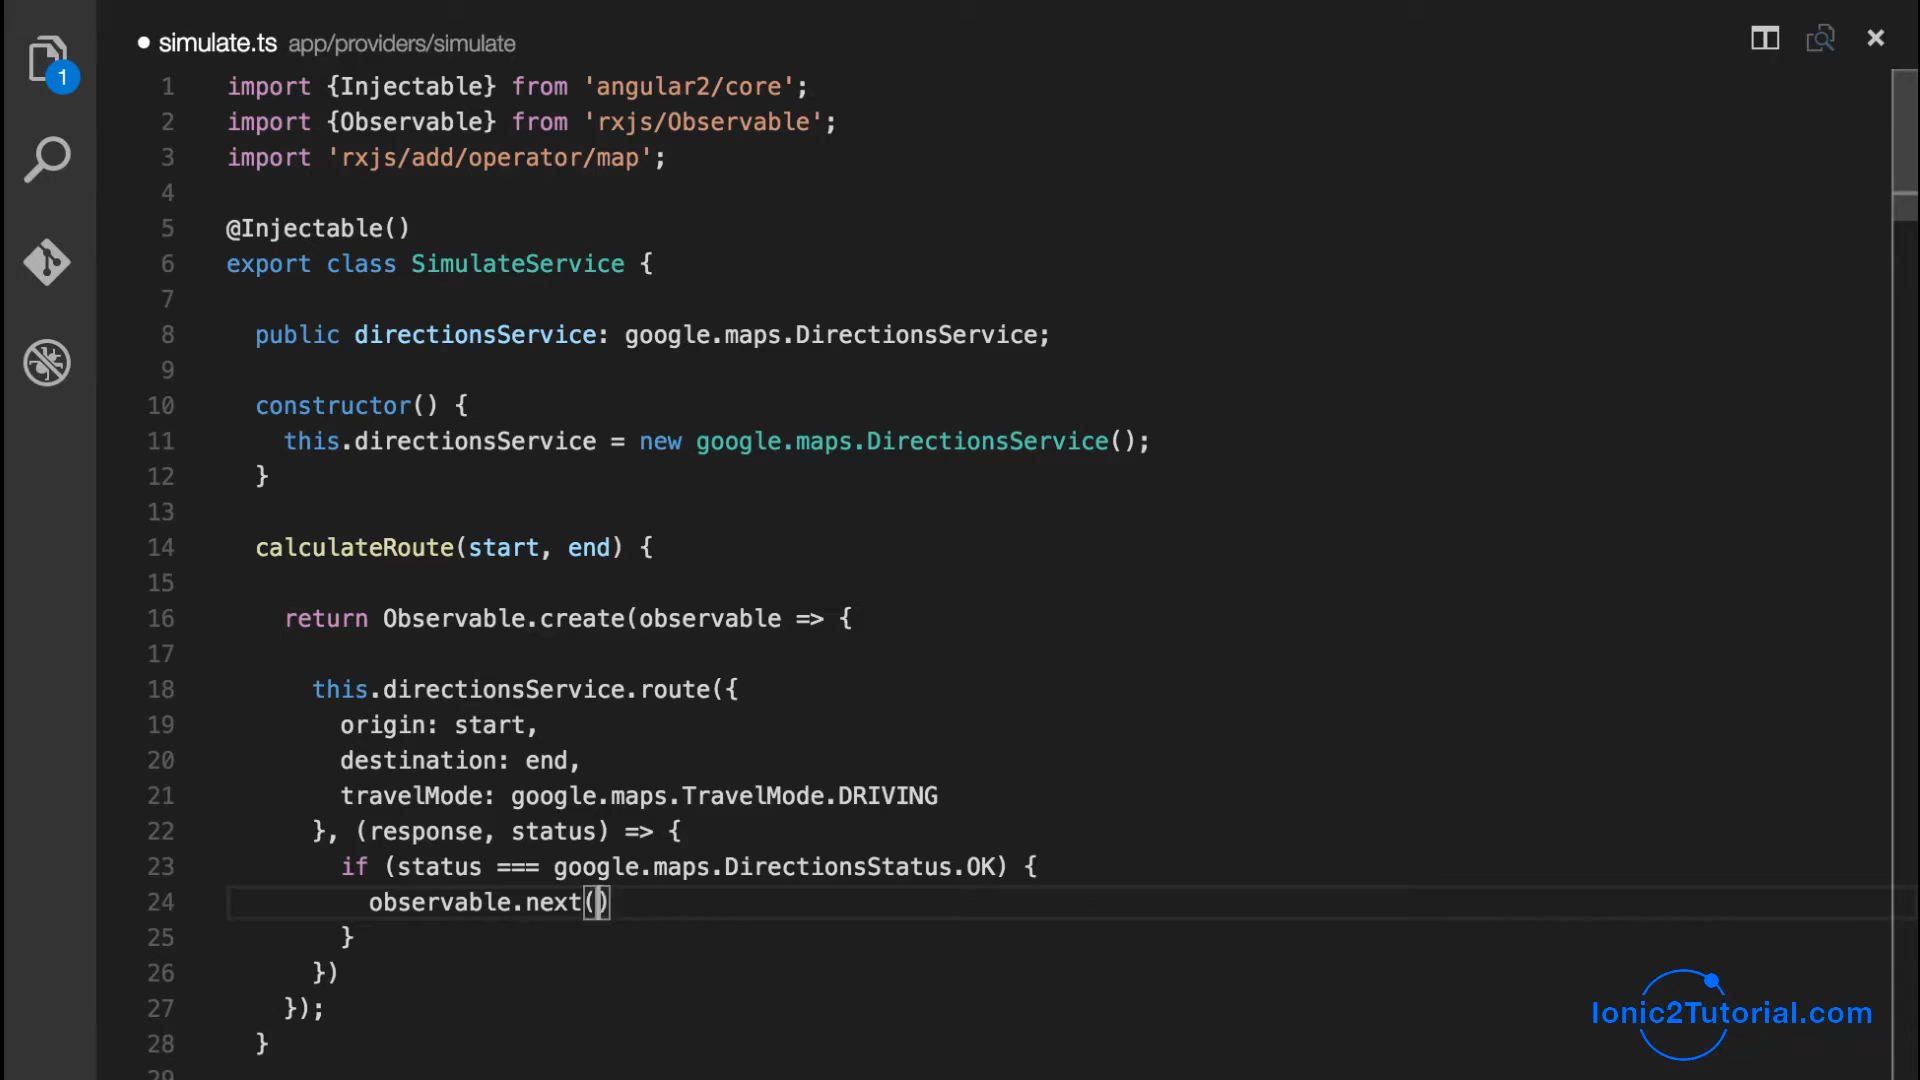 simulate.ts app/providers/simulate
1
1 import {Injectable} from 'angular2/core';
2 import {Observable} from 'rxjs/Observable';
3 import 'rxjs/add/operator/map';
4
5 @Injectable()
6 export class SimulateService {
7
8 public directionsService: google.maps.DirectionsService;
9
10 constructor() {
11 this.directionsService = new google.maps.DirectionsService();
12 }
13
14 calculateRoute(start, end) {
15
16 return Observable.create(observable => {
17
18 this.directionsService.route({
19 origin: start,
20 destination: end,
21 travelMode: google.maps.TravelMode.DRIVING
22 }, (response, status) => {
23 if (status === google.maps.DirectionsStatus.OK) {
24 observable.next()
25 }
26 })
27 });
28 }
29
Ionic2Tutorial.com